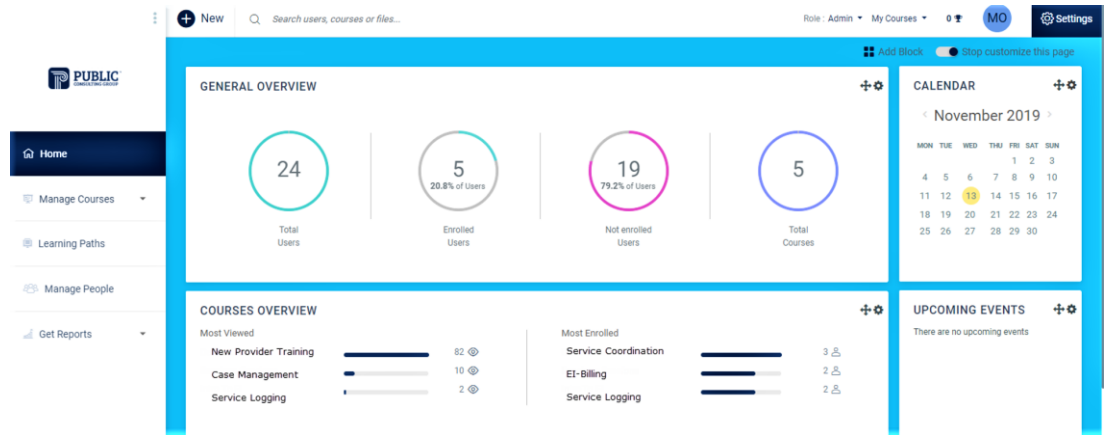 New
Search users, courses or files...
Role : Admin
My Courses
0
MO
Settings
Add Block
Stop customize this page
PUBLIC
CONSULTING GROUP
Home
Manage Courses
Learning Paths
Manage People
Get Reports
GENERAL OVERVIEW
24
Total
Users
5
20.8% of Users
Enrolled
Users
19
79.2% of Users
Not enrolled
Users
5
Total
Courses
CALENDAR
November 2019
MON TUE WED THU FRI SAT SUN
1 2 3
4 5 6 7 8 9 10
11 12 13 14 15 16 17
18 19 20 21 22 23 24
25 26 27 28 29 30
COURSES OVERVIEW
Most Viewed
New Provider Training 82
Case Management 10
Service Logging 2
Most Enrolled
Service Coordination 3
EI-Billing 2
Service Logging 2
UPCOMING EVENTS
There are no upcoming events